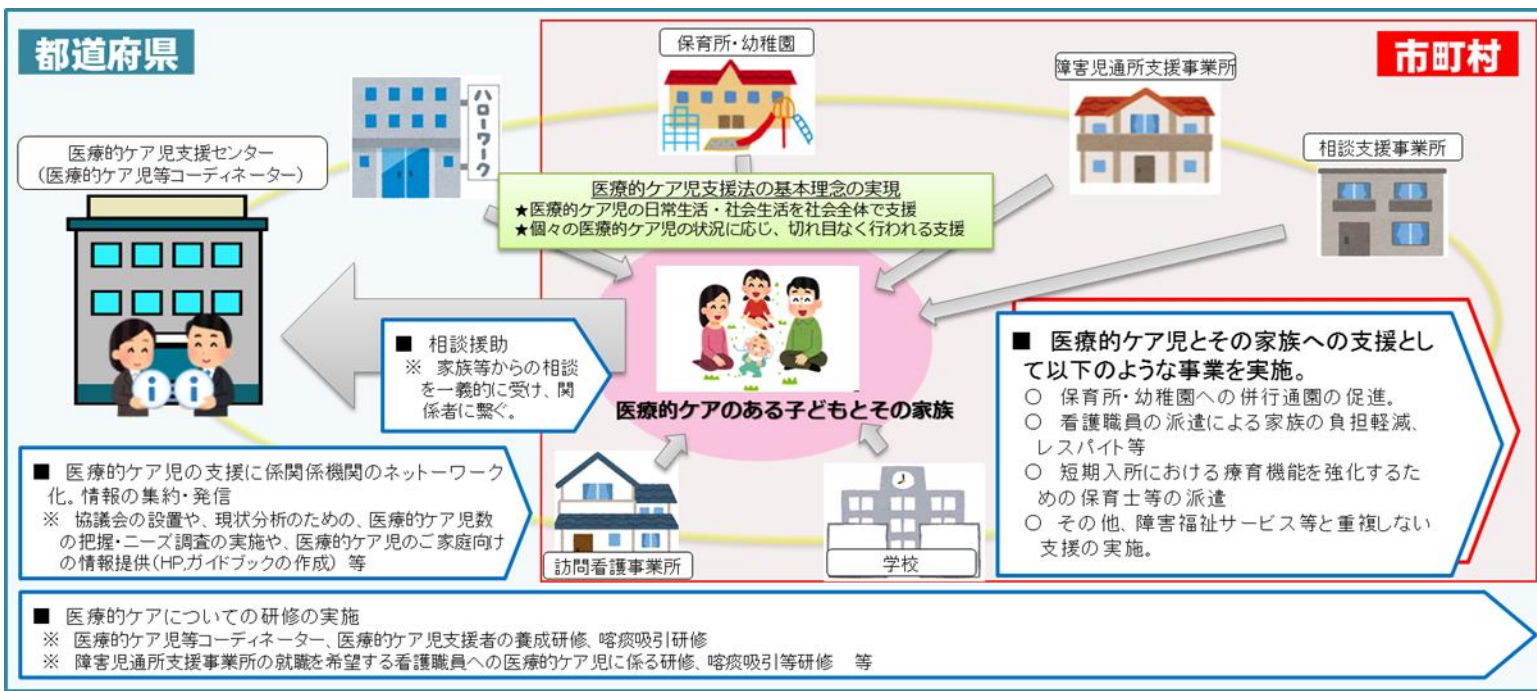 都道府県
市町村
保育所・幼稚園
障害児通所支援事業所
ハローワーク
相談支援事業所
医療的ケア児支援センター
(医療的ケア児等コーディネーター)
医療的ケア児支援法の基本理念の実現
★医療的ケア児の日常生活・社会生活を社会全体で支援
★個々の医療的ケア児の状況に応じ、切れ目なく行われる支援
■ 相談援助
※ 家族等からの相談
を一義的に受け、関
係者に繋ぐ。
医療的ケアのある子どもとその家族
■ 医療的ケア児とその家族への支援とし
て以下のような事業を実施。
○ 保育所・幼稚園への併行通園の促進。
○ 看護職員の派遣による家族の負担軽減、
レスパイト等
○ 短期入所における療育機能を強化するた
めの保育士等の派遣
○ その他、障害福祉サービス等と重複しない
支援の実施。
■ 医療的ケア児の支援に係関係機関のネットーワーク
化。情報の集約・発信
※ 協議会の設置や、現状分析のための、医療的ケア児数
の把握・ニーズ調査の実施や、医療的ケア児のご家庭向け
の情報提供(HP,ガイドブックの作成) 等
訪問看護事業所
学校
■ 医療的ケアについての研修の実施
※ 医療的ケア児等コーディネーター、医療的ケア児支援者の養成研修、喀痰吸引研修
※ 障害児通所支援事業所の就職を希望する看護職員への医療的ケア児に係る研修、喀痰吸引等研修 等